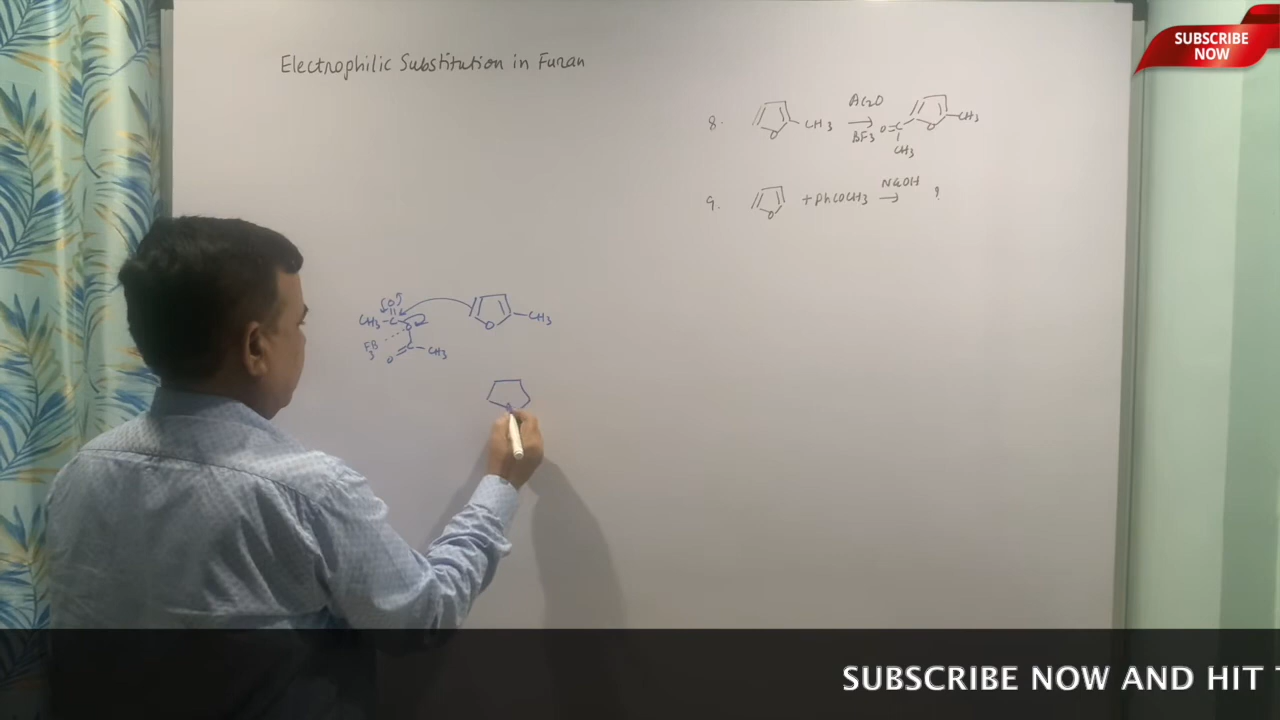 SUBSCRIBE
NOW
Electrophilic Substitution in Furan
8. O CH3 Ac2O BF3 O=C CH3 O CH3
9. O + PhCOCH3 NaOH ?
O
CH3-C O O-CH3
F3B O C-CH3
SUBSCRIBE NOW AND HIT